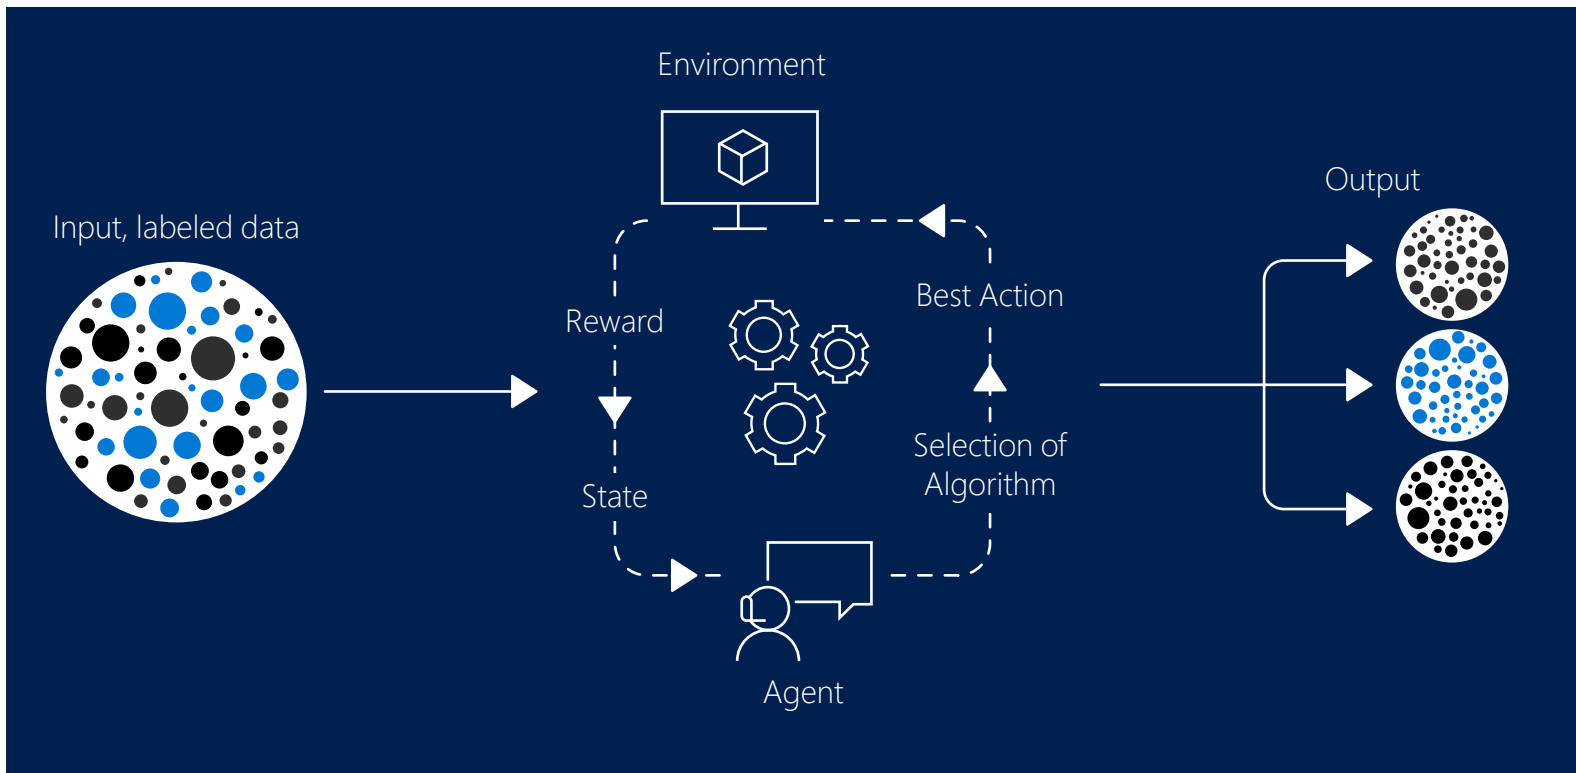 Environment
Output
Input, labeled data
Best Action
Reward
Selection of
Algorithm
State
Agent